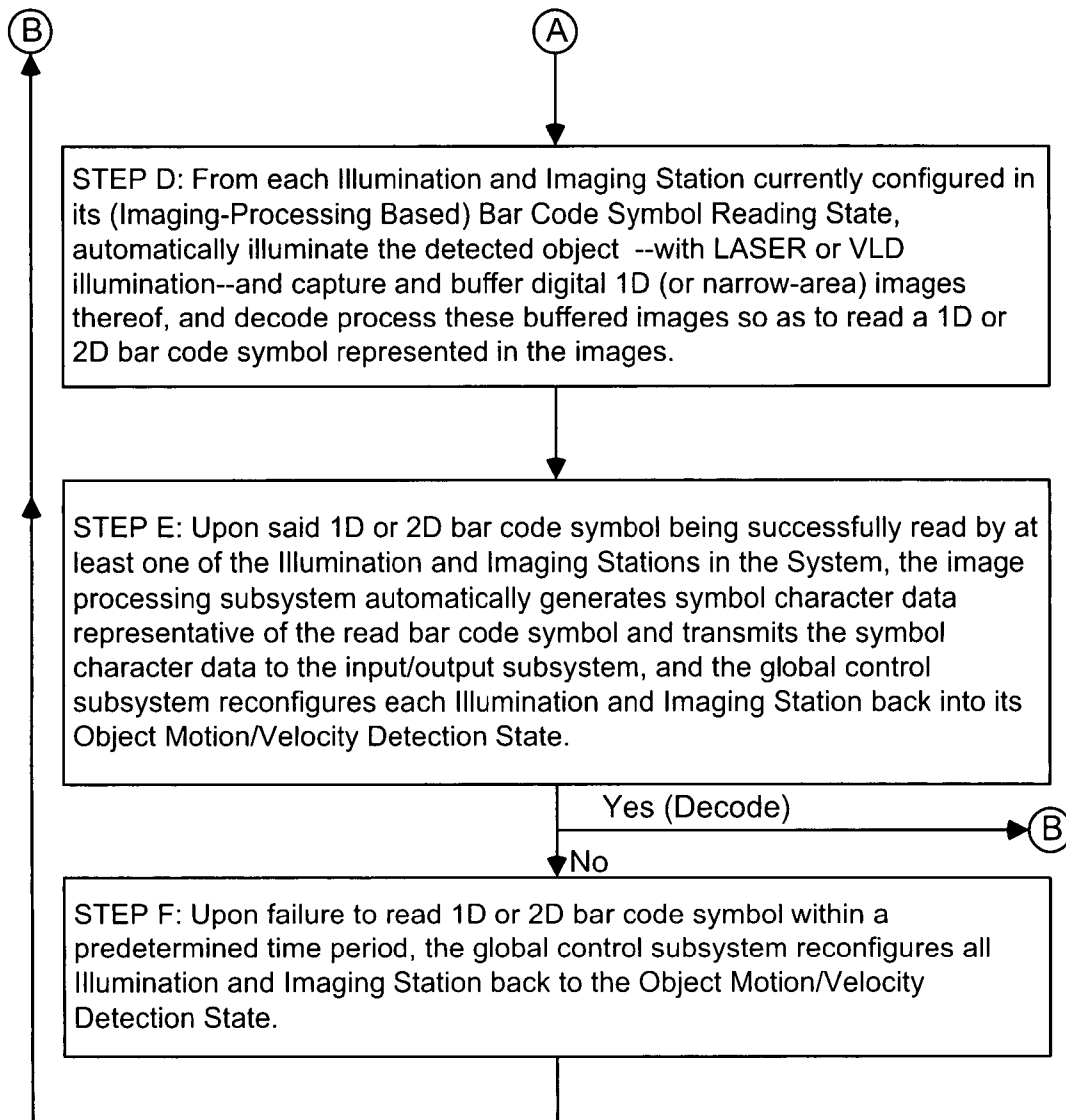 B
A
STEP D: From each Illumination and Imaging Station currently configured in
its (Imaging-Processing Based) Bar Code Symbol Reading State,
automatically illuminate the detected object --with LASER or VLD
illumination--and capture and buffer digital 1D (or narrow-area) images
thereof, and decode process these buffered images so as to read a 1D or
2D bar code symbol represented in the images.
STEP E: Upon said 1D or 2D bar code symbol being successfully read by at
least one of the Illumination and Imaging Stations in the System, the image
processing subsystem automatically generates symbol character data
representative of the read bar code symbol and transmits the symbol
character data to the input/output subsystem, and the global control
subsystem reconfigures each Illumination and Imaging Station back into its
Object Motion/Velocity Detection State.
Yes (Decode)
B
No
STEP F: Upon failure to read 1D or 2D bar code symbol within a
predetermined time period, the global control subsystem reconfigures all
Illumination and Imaging Station back to the Object Motion/Velocity
Detection State.